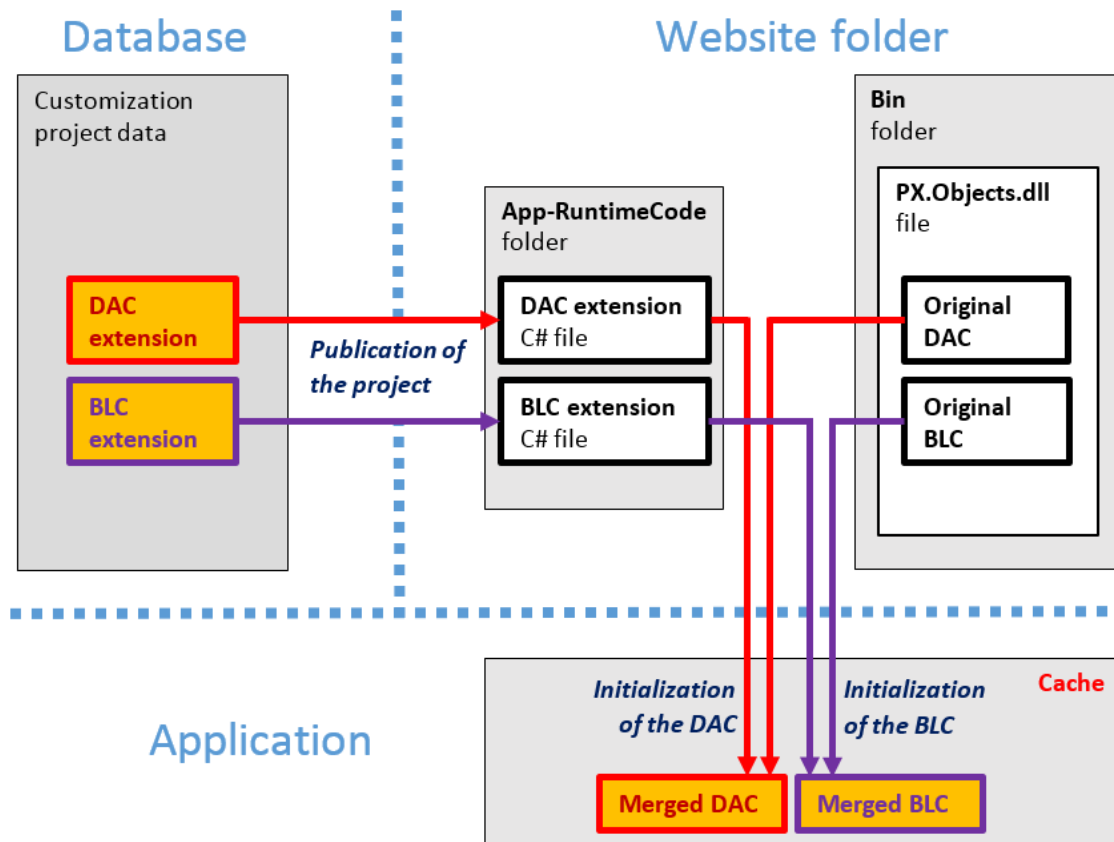 Database
Website folder
Customization
project data
Bin
folder
PX.Objects.dll
file
App-RuntimeCode
folder
DAC
extension
DAC extension
C# file
Original
DAC
Publication of
the project
BLC
extension
BLC extension
C# file
Original
BLC
Application
Cache
Initialization
of the DAC
Initialization
of the BLC
Merged DAC
Merged BLC